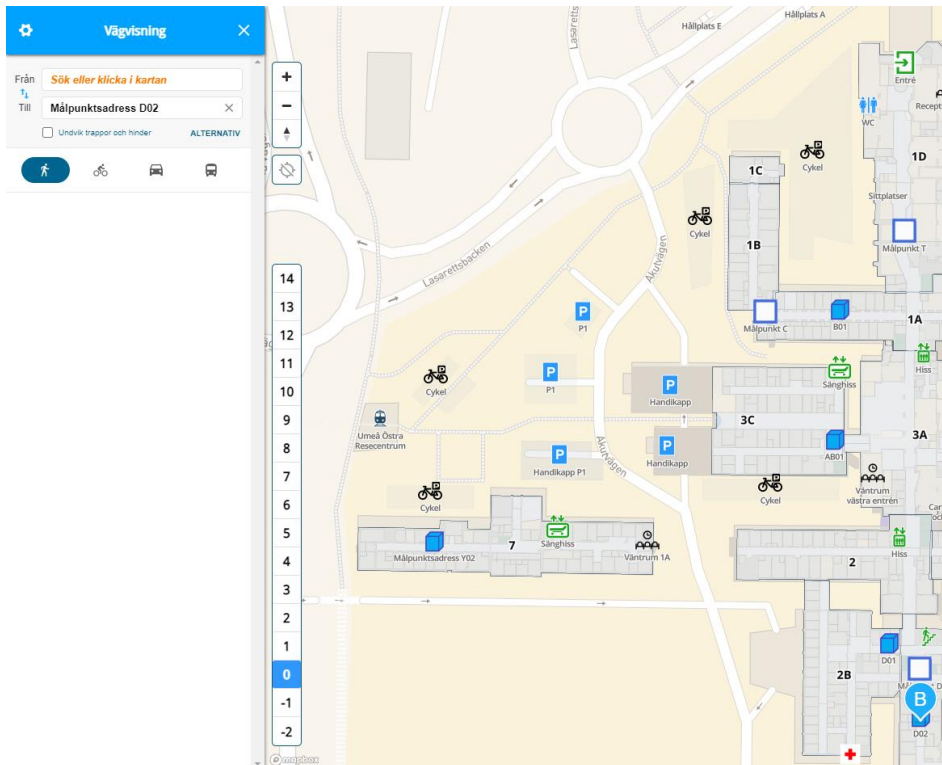 Vägvisning
Från
Sök eller klicka i kartan
Till
Målpunktsadress D02
Undvik trappor och hinder
ALTERNATIV
14
13
12
11
10
9
8
7
6
5
4
3
2
1
0
-1
-2
Hållplats A
Hållplats E
Lasarettsbacken
Akutvägen
Entré
WC
1D
Cykel
1C
Sittplatser
Cykel
1B
Målpunkt T
P
P1
Målpunkt C
B01
1A
Hiss
P
P1
Cykel
P
Handikapp
Sänghiss
3C
3A
Umeå Östra
Resecentrum
AB01
Akutvägen
P
Handikapp P1
P
Handikapp
Cykel
Cykel
Väntrum
västra entrén
7
Sänghiss
Målpunktsadress Y02
Väntrum 1A
2
Hiss
D01
2B
B
D02
mapbox